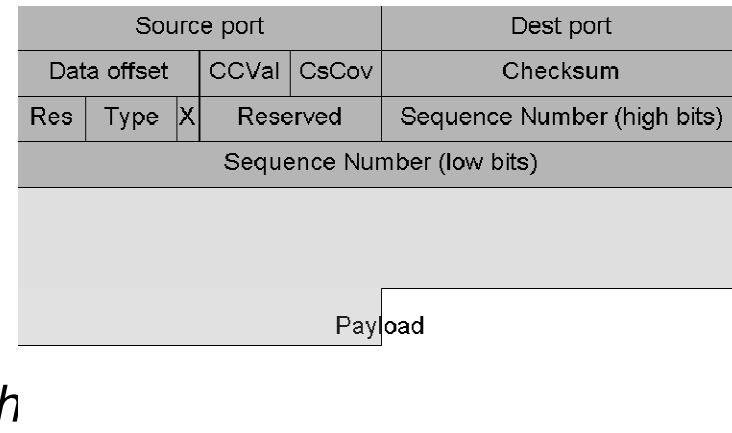 Source port Dest port
Data offset CCVal CsCov Checksum
Res Type X Reserved Sequence Number (high bits)
Sequence Number (low bits)
Payload
h